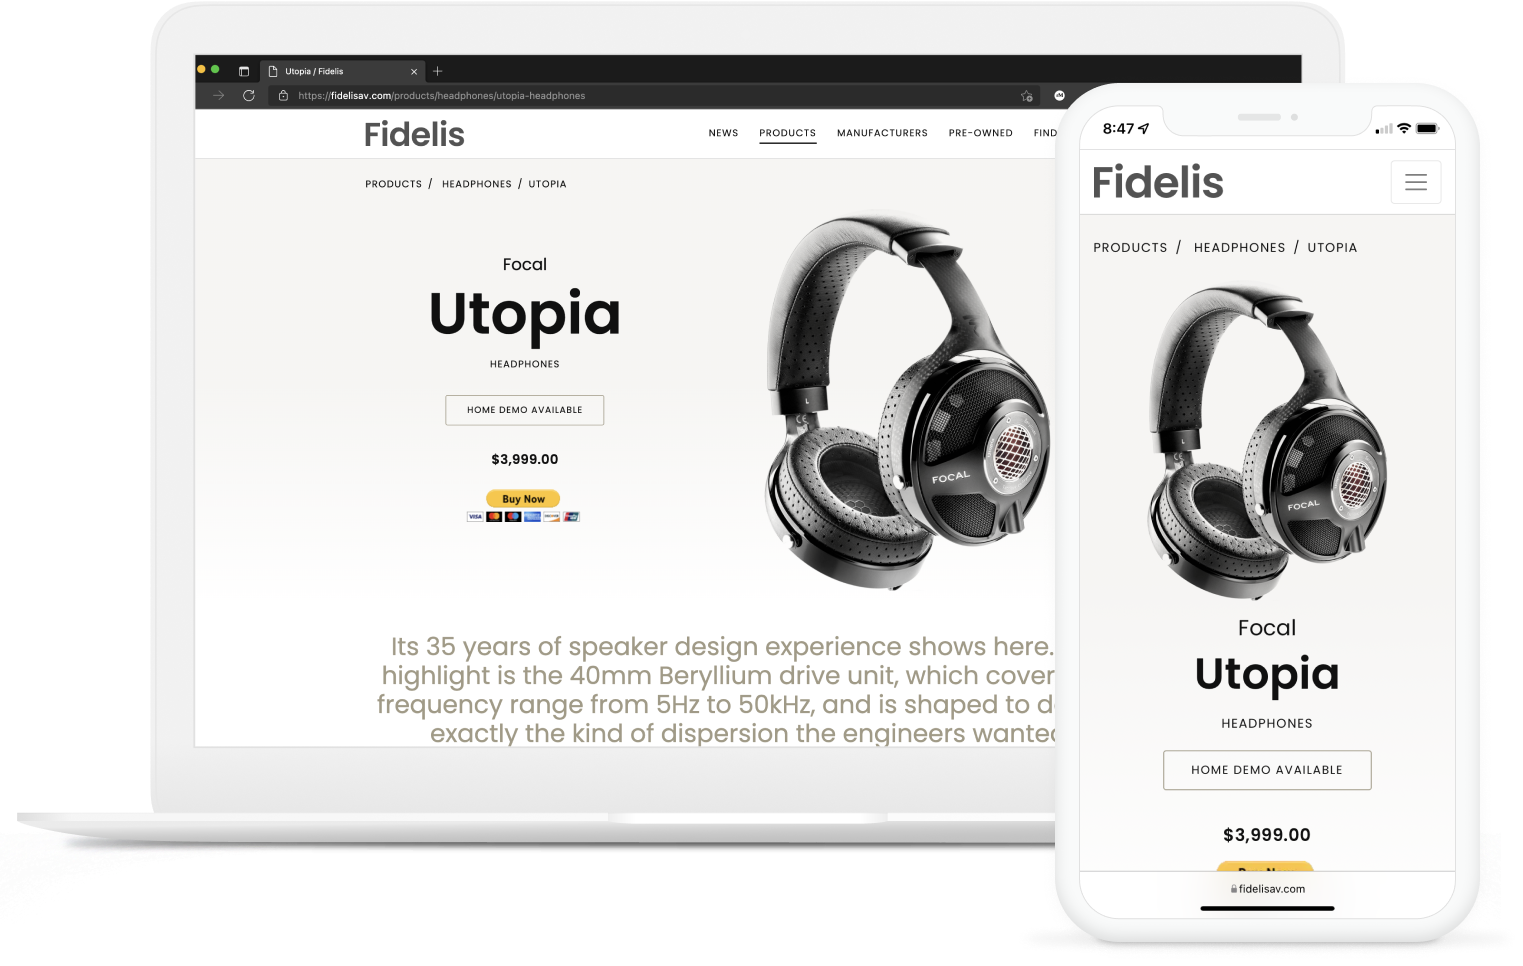 Utopia / Fidelis
https://fidelisav.com/products/headphones/utopia-headphones
Fidelis
NEWS PRODUCTS MANUFACTURERS PRE-OWNED FIND
PRODUCTS / HEADPHONES / UTOPIA
Focal
Utopia
HEADPHONES
HOME DEMO AVAILABLE
$3,999.00
Buy Now
VISA
L
FOCAL
Its 35 years of speaker design experience shows here.
highlight is the 40mm Beryllium drive unit, which cover
frequency range from 5Hz to 50kHz, and is shaped to d
exactly the kind of dispersion the engineers wante
8:47
Fidelis
PRODUCTS / HEADPHONES / UTOPIA
L
FOCAL
Focal
Utopia
HEADPHONES
HOME DEMO AVAILABLE
$3,999.00
Buy Now
fidelisav.com